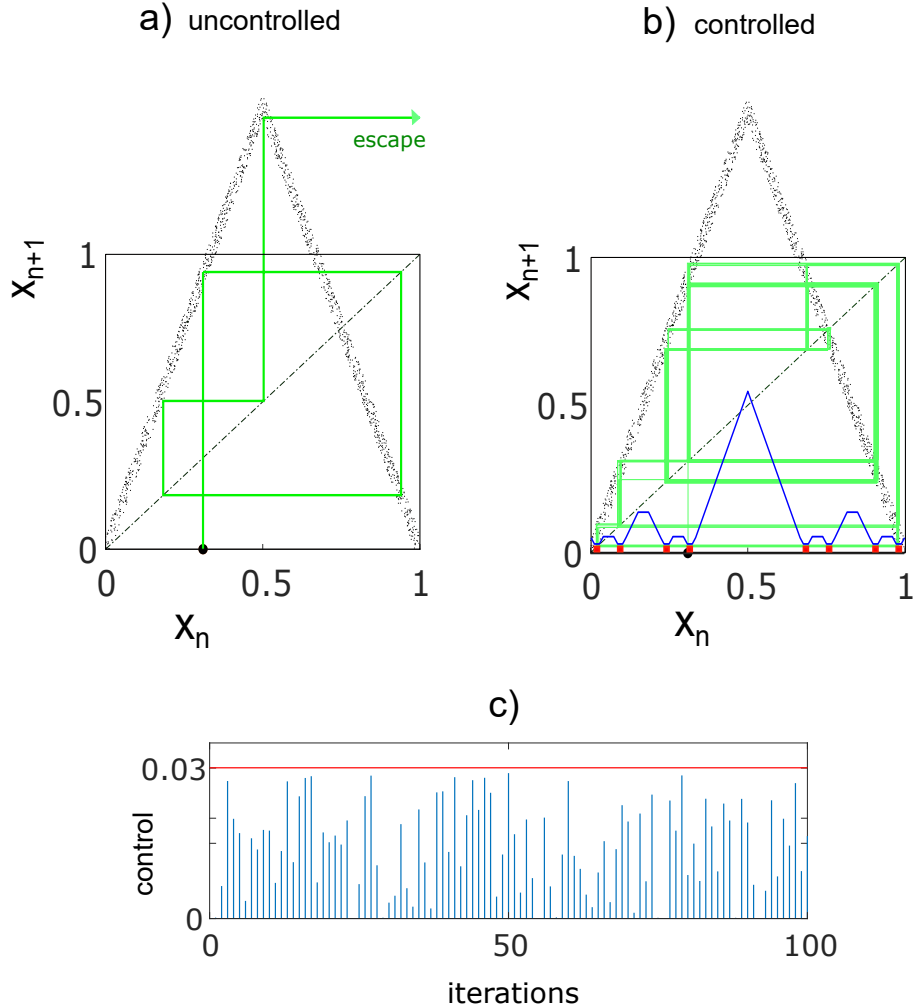 a) uncontrolled
b) controlled
escape
x_{n+1}
1
0.5
0
0
0.5
1
x_n
x_{n+1}
1
0.5
0
0
0.5
1
x_n
c)
control
0.03
0
0
50
100
iterations